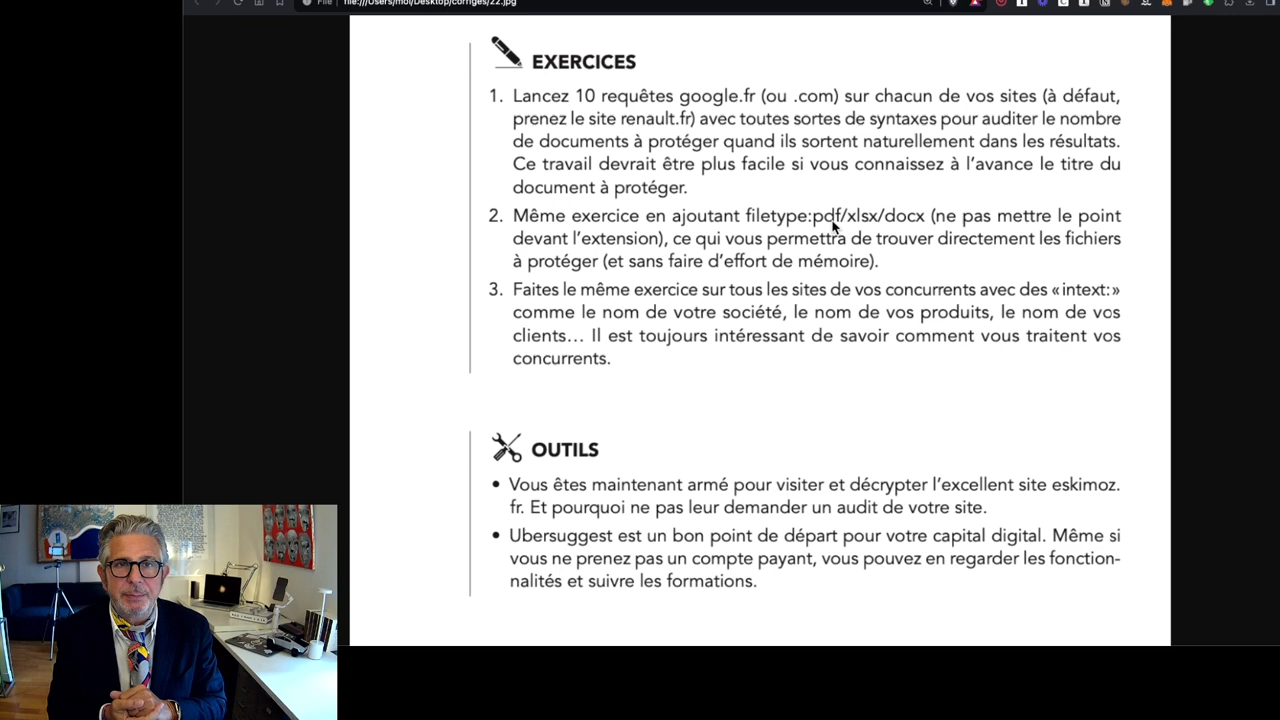 File
file:///Users/moi/Desktop/corriges/22.jpg
EXERCICES
1. Lancez 10 requêtes google.fr (ou .com) sur chacun de vos sites (à défaut,
prenez le site renault.fr) avec toutes sortes de syntaxes pour auditer le nombre
de documents à protéger quand ils sortent naturellement dans les résultats.
Ce travail devrait être plus facile si vous connaissez à l’avance le titre du
document à protéger.
2. Même exercice en ajoutant filetype:pdf/xlsx/docx (ne pas mettre le point
devant l’extension), ce qui vous permettra de trouver directement les fichiers
à protéger (et sans faire d’effort de mémoire).
3. Faites le même exercice sur tous les sites de vos concurrents avec des «intext:»
comme le nom de votre société, le nom de vos produits, le nom de vos
clients… Il est toujours intéressant de savoir comment vous traitent vos
concurrents.
OUTILS
• Vous êtes maintenant armé pour visiter et décrypter l’excellent site eskimoz.
fr. Et pourquoi ne pas leur demander un audit de votre site.
• Ubersuggest est un bon point de départ pour votre capital digital. Même si
vous ne prenez pas un compte payant, vous pouvez en regarder les fonction-
nalités et suivre les formations.